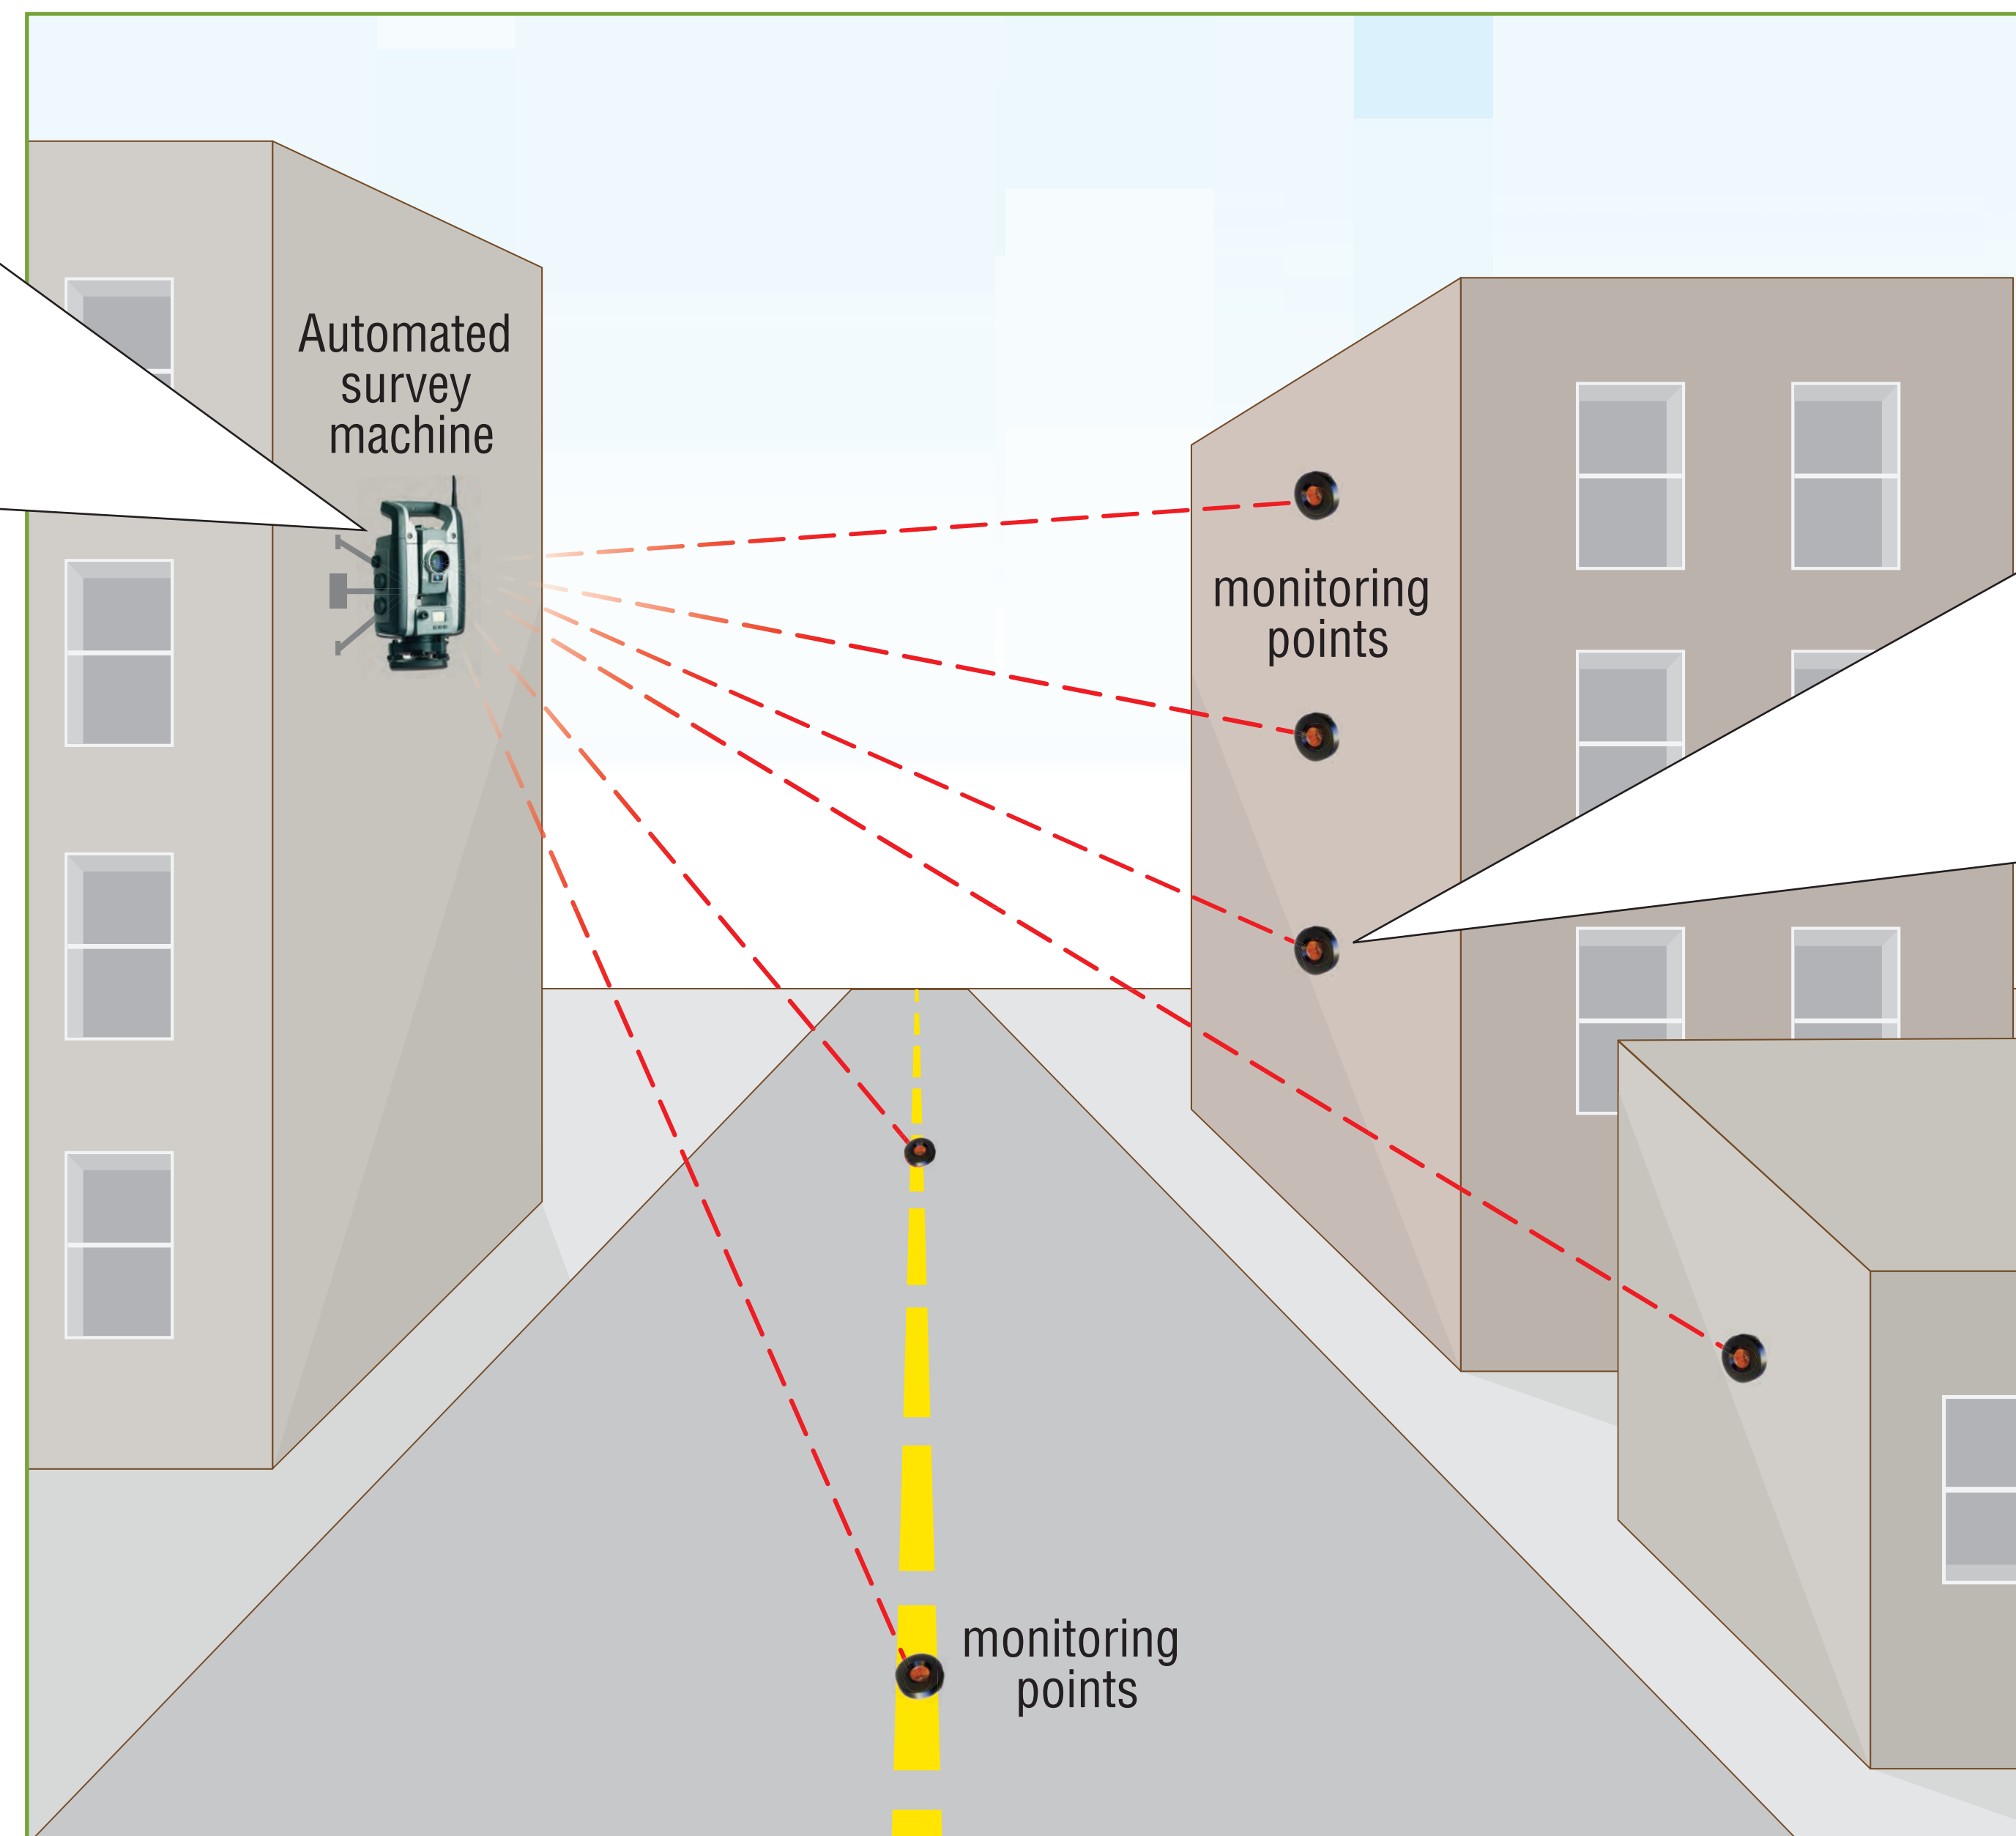 Automated
survey
machine
monitoring
points
monitoring
points